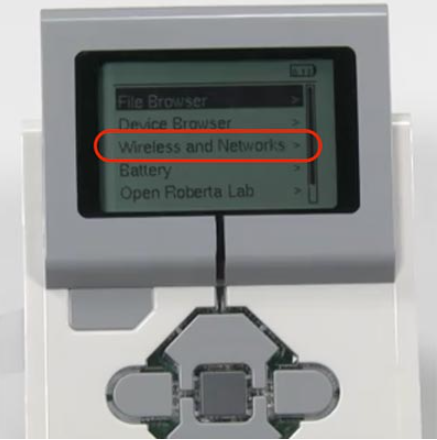 File Browser >
Device Browser >
Wireless and Networks >
Battery >
Open Roberta Lab >